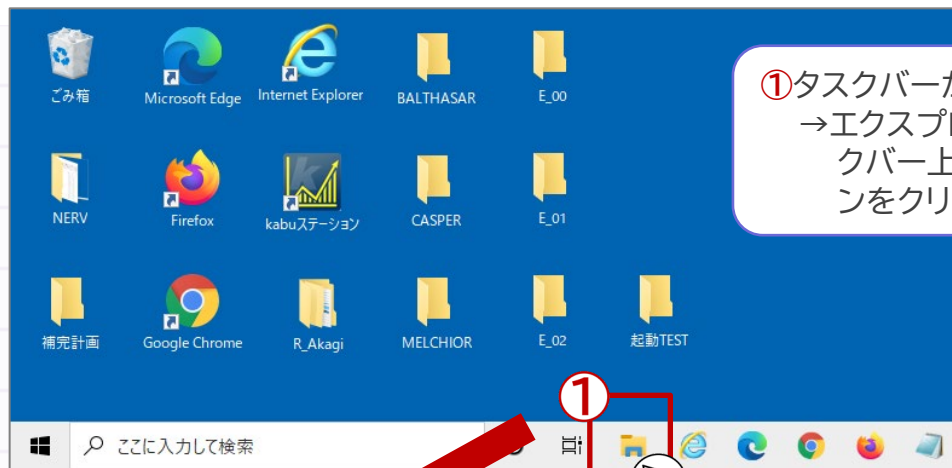 ごみ箱
Microsoft Edge
Internet Explorer
BALTHASAR
E_00
NERV
Firefox
kabuステーション
CASPER
E_01
補完計画
Google Chrome
R_Akagi
MELCHIOR
E_02
起動TEST
①タスクバーが
→エクスプ
クバー上
ンをクリ
1
ここに入力して検索